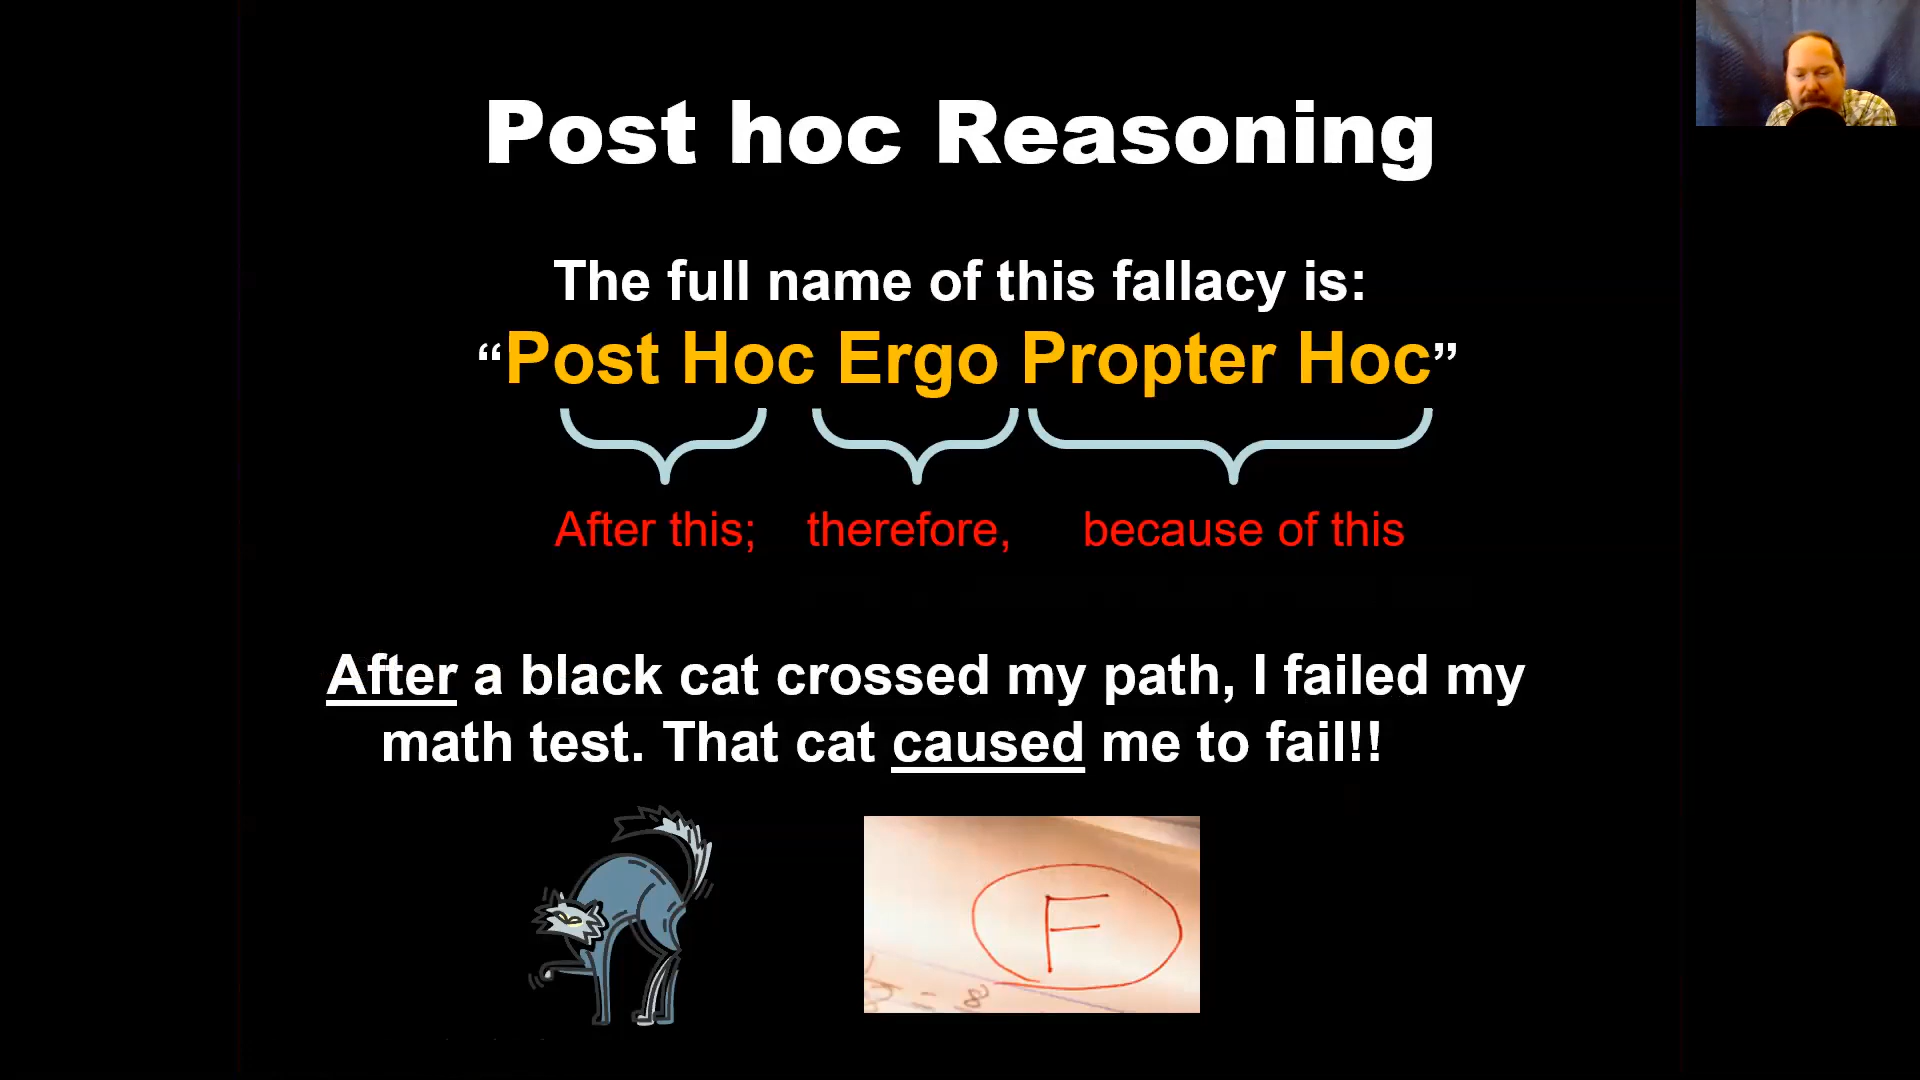 Post hoc Reasoning
The full name of this fallacy is:
“Post Hoc Ergo Propter Hoc”
After this; therefore, because of this
After a black cat crossed my path, I failed my
math test. That cat caused me to fail!!
F
= 8